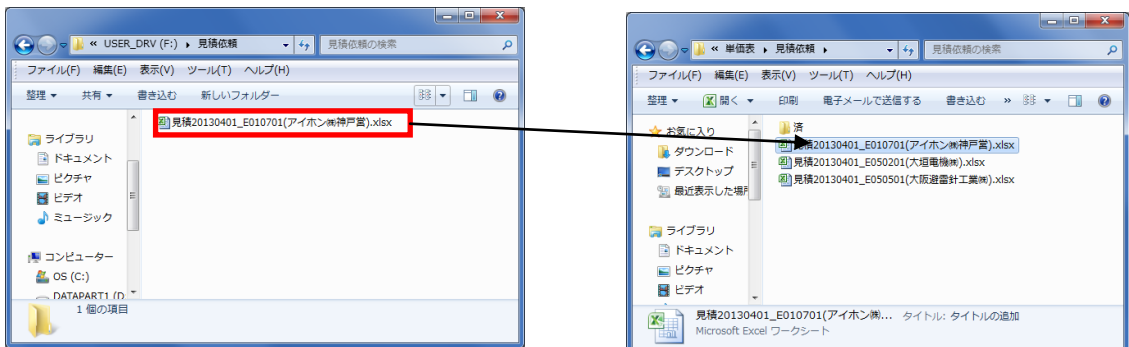 « USER_DRV (F:) ▸ 見積依頼
見積依頼の検索
ファイル(F) 編集(E) 表示(V) ツール(T) ヘルプ(H)
整理 ▼ 共有 ▼ 書き込む 新しいフォルダー
ライブラリ
ドキュメント
ピクチャ
ビデオ
ミュージック
コンピューター
OS (C:)
DATAPART1 (D
見積20130401_E010701(アイホン㈱神戸営).xlsx
1 個の項目
« 単価表 ▸ 見積依頼 ▸
見積依頼の検索
ファイル(F) 編集(E) 表示(V) ツール(T) ヘルプ(H)
整理 ▼ 開く ▼ 印刷 電子メールで送信する 書き込む »
お気に入り
ダウンロード
デスクトップ
最近表示した場所
ライブラリ
ドキュメント
ピクチャ
ビデオ
済
見積20130401_E010701(アイホン㈱神戸営).xlsx
見積20130401_E050201(大垣電機㈱).xlsx
見積20130401_E050501(大阪避雷針工業㈱).xlsx
見積20130401_E010701(アイホン㈱... タイトル: タイトルの追加
Microsoft Excel ワークシート